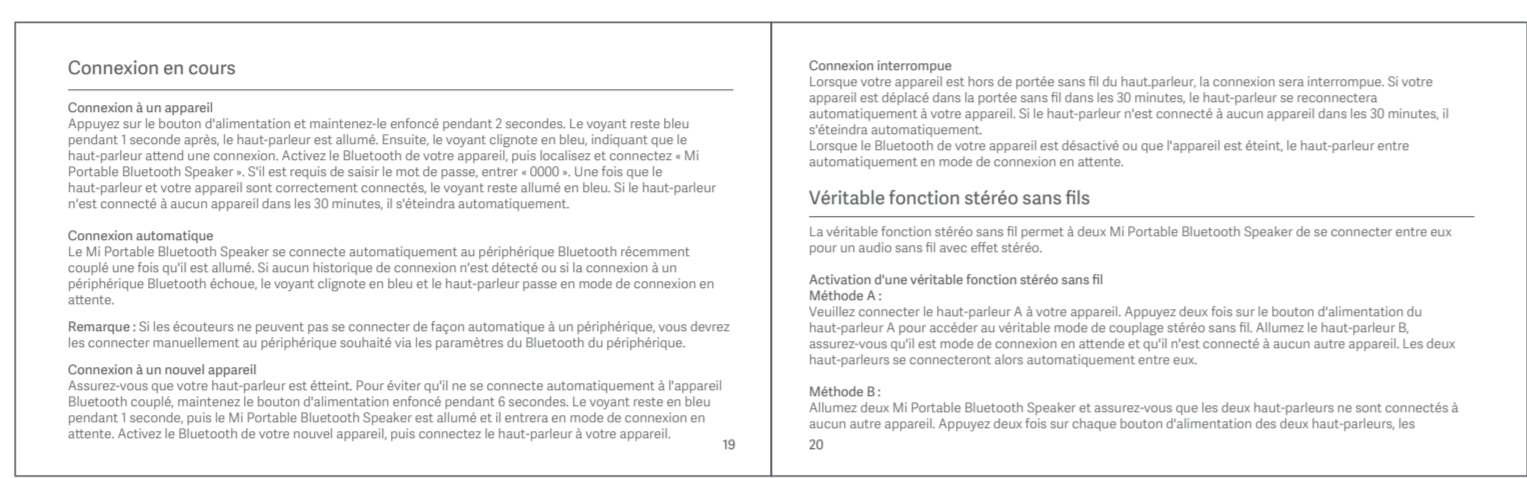 Connexion en cours
Connexion à un appareil
Appuyez sur le bouton d'alimentation et maintenez-le enfoncé pendant 2 secondes. Le voyant reste bleu
pendant 1 seconde après, le haut-parleur est allumé. Ensuite, le voyant clignote en bleu, indiquant que le
haut-parleur attend une connexion. Activez le Bluetooth de votre appareil, puis localisez et connectez « Mi
Portable Bluetooth Speaker ». S'il est requis de saisir le mot de passe, entrer « 0000 ». Une fois que le
haut-parleur et votre appareil sont correctement connectés, le voyant reste allumé en bleu. Si le haut-parleur
n'est connecté à aucun appareil dans les 30 minutes, il s'éteindra automatiquement.
Connexion automatique
Le Mi Portable Bluetooth Speaker se connecte automatiquement au périphérique Bluetooth récemment
couplé une fois qu'il est allumé. Si aucun historique de connexion n'est détecté ou si la connexion à un
périphérique Bluetooth échoue, le voyant clignote en bleu et le haut-parleur passe en mode de connexion en
attente.
Remarque : Si les écouteurs ne peuvent pas se connecter de façon automatique à un périphérique, vous devrez
les connecter manuellement au périphérique souhaité via les paramètres du Bluetooth du périphérique.
Connexion à un nouvel appareil
Assurez-vous que votre haut-parleur est étteint. Pour éviter qu'il ne se connecte automatiquement à l'appareil
Bluetooth couplé, maintenez le bouton d'alimentation enfoncé pendant 6 secondes. Le voyant reste en bleu
pendant 1 seconde, puis le Mi Portable Bluetooth Speaker est allumé et il entrera en mode de connexion en
attente. Activez le Bluetooth de votre nouvel appareil, puis connectez le haut-parleur à votre appareil.
19
Connexion interrompue
Lorsque votre appareil est hors de portée sans fil du haut.parleur, la connexion sera interrompue. Si votre
appareil est déplacé dans la portée sans fil dans les 30 minutes, le haut-parleur se reconnectera
automatiquement à votre appareil. Si le haut-parleur n'est connecté à aucun appareil dans les 30 minutes, il
s'éteindra automatiquement.
Lorsque le Bluetooth de votre appareil est désactivé ou que l'appareil est éteint, le haut-parleur entre
automatiquement en mode de connexion en attente.
Véritable fonction stéréo sans fils
La véritable fonction stéréo sans fil permet à deux Mi Portable Bluetooth Speaker de se connecter entre eux
pour un audio sans fil avec effet stéréo.
Activation d'une véritable fonction stéréo sans fil
Méthode A :
Veuillez connecter le haut-parleur A à votre appareil. Appuyez deux fois sur le bouton d'alimentation du
haut-parleur A pour accéder au véritable mode de couplage stéréo sans fil. Allumez le haut-parleur B,
assurez-vous qu'il est mode de connexion en attende et qu'il n'est connecté à aucun autre appareil. Les deux
haut-parleurs se connecteront alors automatiquement entre eux.
Méthode B :
Allumez deux Mi Portable Bluetooth Speaker et assurez-vous que les deux haut-parleurs ne sont connectés à
aucun autre appareil. Appuyez deux fois sur chaque bouton d'alimentation des deux haut-parleurs, les
20